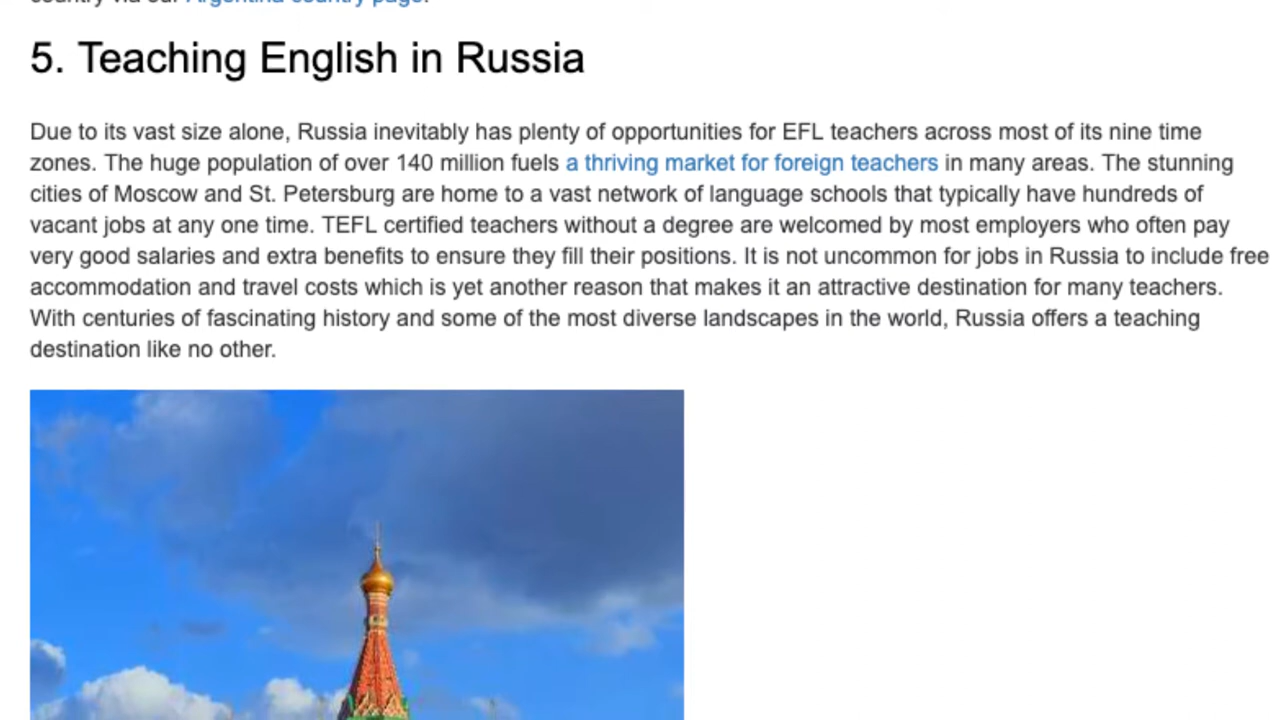 country via our Argentina country page.
5. Teaching English in Russia
Due to its vast size alone, Russia inevitably has plenty of opportunities for EFL teachers across most of its nine time
zones. The huge population of over 140 million fuels a thriving market for foreign teachers in many areas. The stunning
cities of Moscow and St. Petersburg are home to a vast network of language schools that typically have hundreds of
vacant jobs at any one time. TEFL certified teachers without a degree are welcomed by most employers who often pay
very good salaries and extra benefits to ensure they fill their positions. It is not uncommon for jobs in Russia to include free
accommodation and travel costs which is yet another reason that makes it an attractive destination for many teachers.
With centuries of fascinating history and some of the most diverse landscapes in the world, Russia offers a teaching
destination like no other.